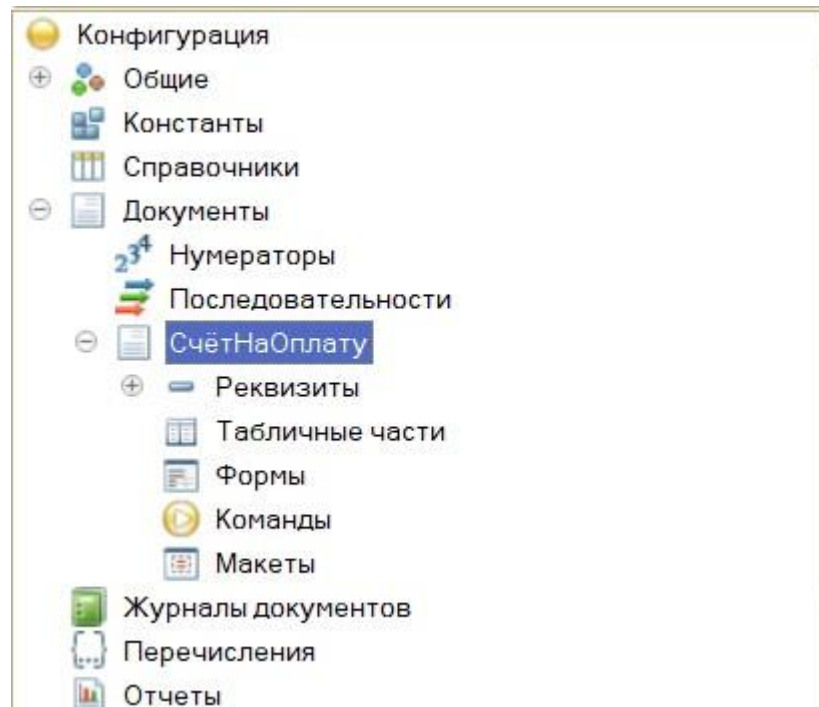 Конфигурация
Общие
Константы
Справочники
Документы
Нумераторы
Последовательности
СчётНаОплату
Реквизиты
Табличные части
Формы
Команды
Макеты
Журналы документов
Перечисления
Отчеты